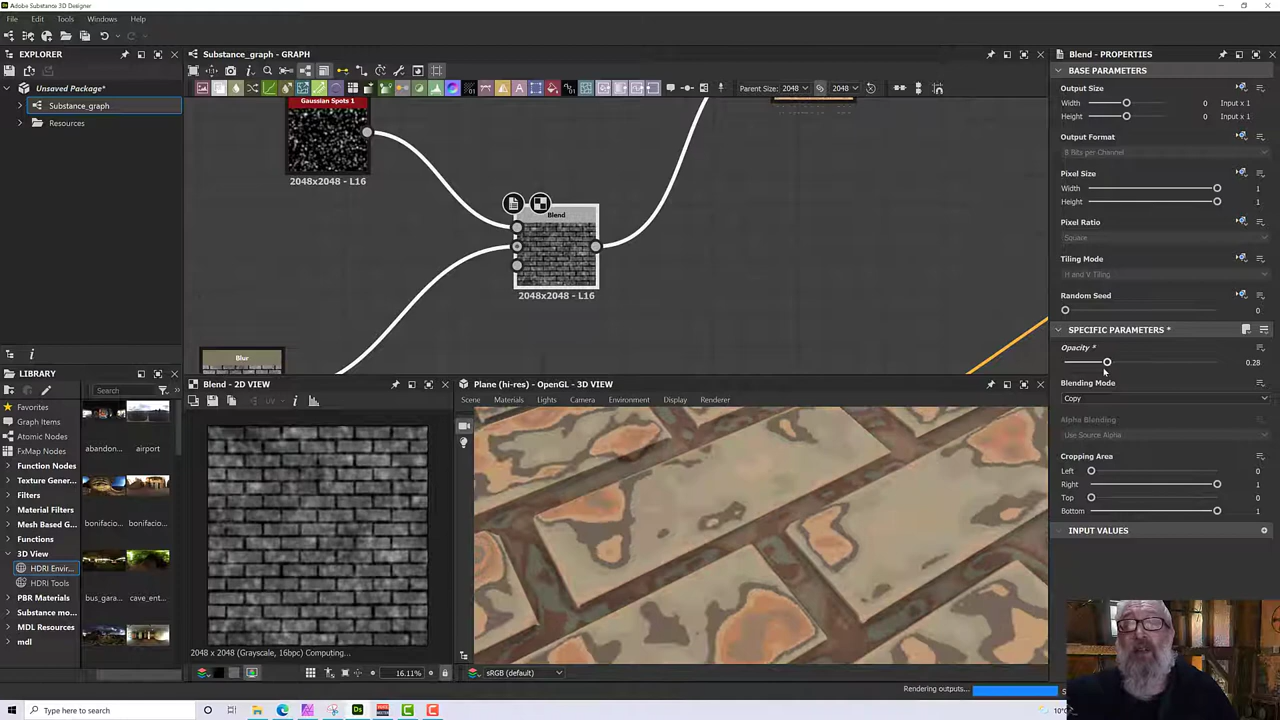 Adobe Substance 3D Designer
File Edit Tools Windows Help
EXPLORER
Unsaved Package*
Substance_graph
Resources
LIBRARY
Search
Favorites
Graph Items
Atomic Nodes
FxMap Nodes
Function Nodes
Texture Gener...
Filters
Material Filters
Mesh Based G...
Functions
3D View
HDRI Envir...
HDRI Tools
PBR Materials
Substance mo...
MDL Resources
mdl
abandon...
airport
bonifacio...
bonifacio...
bus_gara...
cave_ent...
Substance_graph - GRAPH
Parent Size: 2048 2048
Gaussian Spots 1
2048x2048 - L16
Blend
2048x2048 - L16
Blur
Blend - 2D VIEW
UV
2048 x 2048 (Grayscale, 16bpc) Computing...
16.11%
Plane (hi-res) - OpenGL - 3D VIEW
Scene Materials Lights Camera Environment Display Renderer
sRGB (default)
Rendering outputs...
Blend - PROPERTIES
BASE PARAMETERS
Output Size
Width 0 Input x 1
Height 0 Input x 1
Output Format
8 Bits per Channel
Pixel Size
Width 1
Height 1
Pixel Ratio
Square
Tiling Mode
H and V Tiling
Random Seed
0
SPECIFIC PARAMETERS *
Opacity *
0.28
Blending Mode
Copy
Alpha Blending
Use Source Alpha
Cropping Area
Left 0
Right 1
Top 0
Bottom 1
INPUT VALUES
Type here to search
Ds